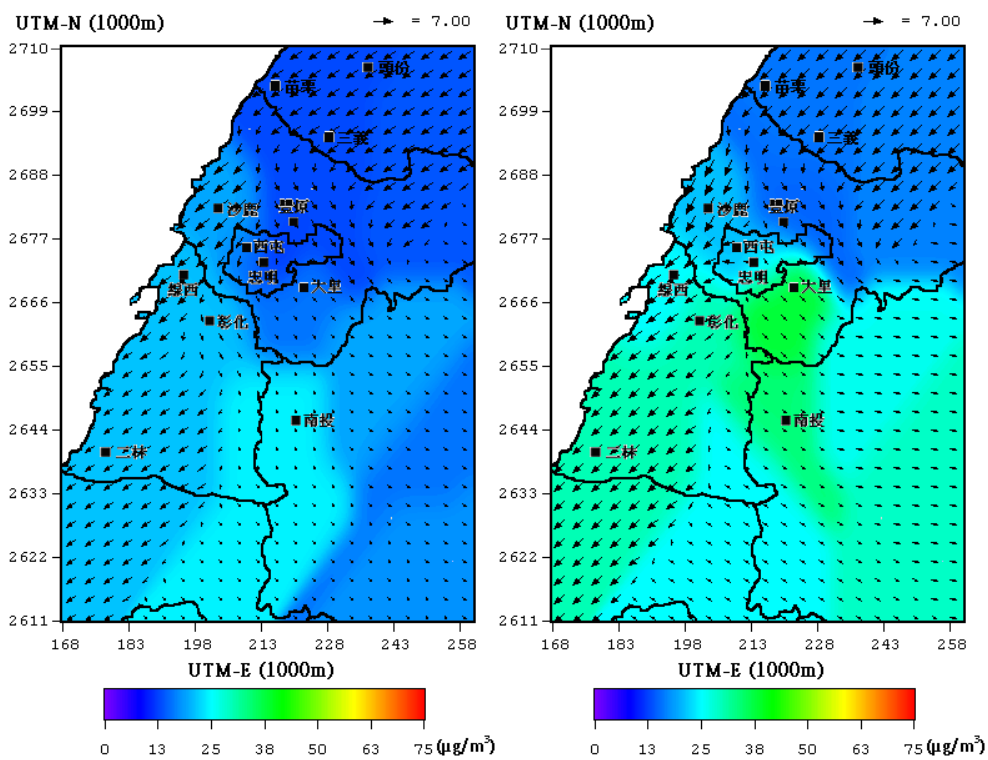 UTM-N (1000m)
= 7.00
2710
2699
2688
2677
2666
2655
2644
2633
2622
2611
頭份
苗栗
三義
沙鹿
豐原
西屯
忠明
線西
大里
彰化
南投
二林
168 183 198 213 228 243 258
UTM-E (1000m)
0 13 25 38 50 63 75 (μg/m³)
UTM-N (1000m)
= 7.00
2710
2699
2688
2677
2666
2655
2644
2633
2622
2611
頭份
苗栗
三義
沙鹿
豐原
西屯
忠明
線西
大里
彰化
南投
二林
168 183 198 213 228 243 258
UTM-E (1000m)
0 13 25 38 50 63 75 (μg/m³)